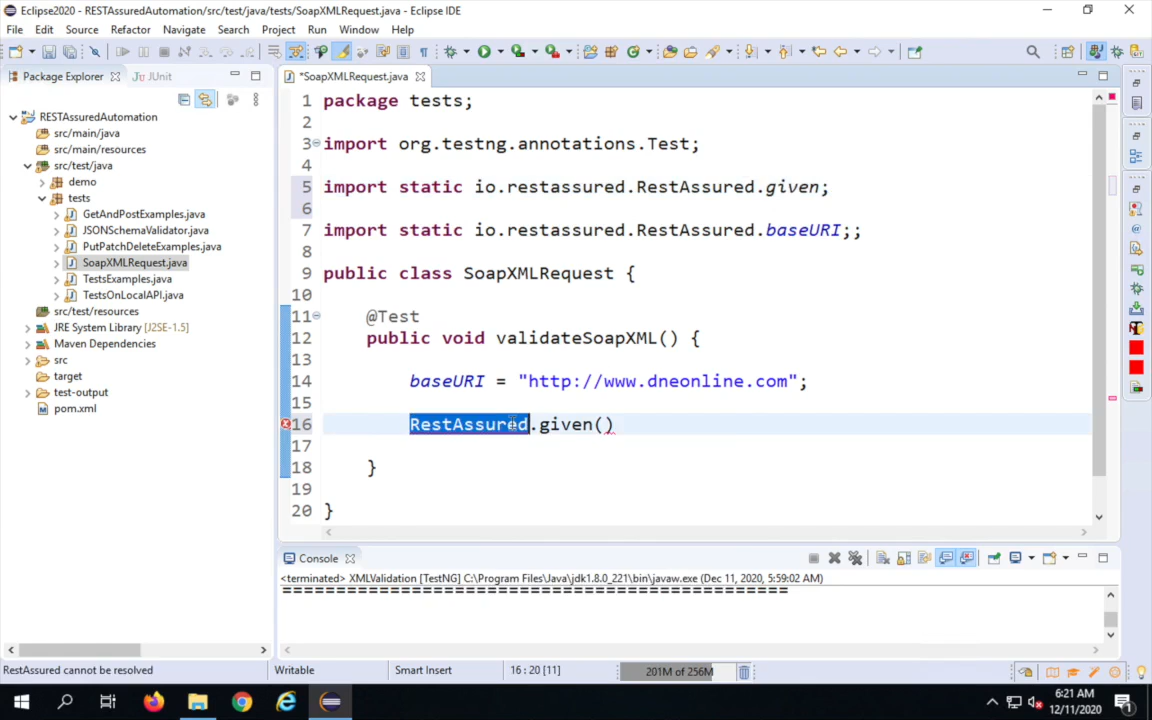 Eclipse2020 - RESTAssuredAutomation/src/test/java/tests/SoapXMLRequest.java - Eclipse IDE
File Edit Source Refactor Navigate Search Project Run Window Help
Package Explorer JUnit
*SoapXMLRequest.java
RESTAssuredAutomation
src/main/java
src/main/resources
src/test/java
demo
tests
GetAndPostExamples.java
JSONSchemaValidator.java
PutPatchDeleteExamples.java
SoapXMLRequest.java
TestsExamples.java
TestsOnLocalAPI.java
src/test/resources
JRE System Library [J2SE-1.5]
Maven Dependencies
src
target
test-output
pom.xml
1 package tests;
2
3 import org.testng.annotations.Test;
4
5 import static io.restassured.RestAssured.given;
6
7 import static io.restassured.RestAssured.baseURI;;
8
9 public class SoapXMLRequest {
10
11 @Test
12 public void validateSoapXML() {
13
14 baseURI = "http://www.dneonline.com";
15
16 RestAssured.given()
17
18 }
19
20 }
Console
<terminated> XMLValidation [TestNG] C:\Program Files\Java\jdk1.8.0_221\bin\javaw.exe (Dec 11, 2020, 5:59:02 AM)
===============================================
RestAssured cannot be resolved
Writable
Smart Insert
16 : 20 [11]
201M of 256M
6:21 AM
12/11/2020
1